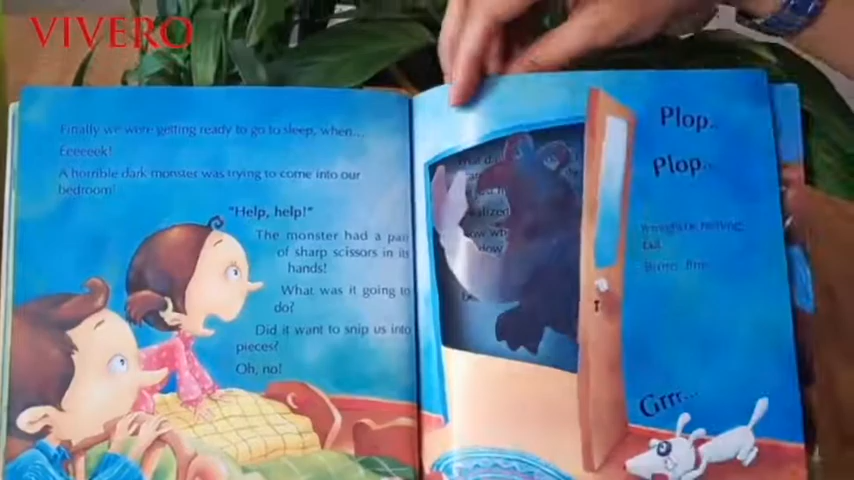 VIVERO
Finally we were getting ready to go to sleep, when...
Eeeeek!
A horrible dark monster was trying to come into our
bedroom!
"Help, help!"
The monster had a pair
of sharp scissors in its
hands!
What was it going to
do?
Did it want to snip us into
pieces?
Oh, no!
Plop...
Plop...
Grrr...